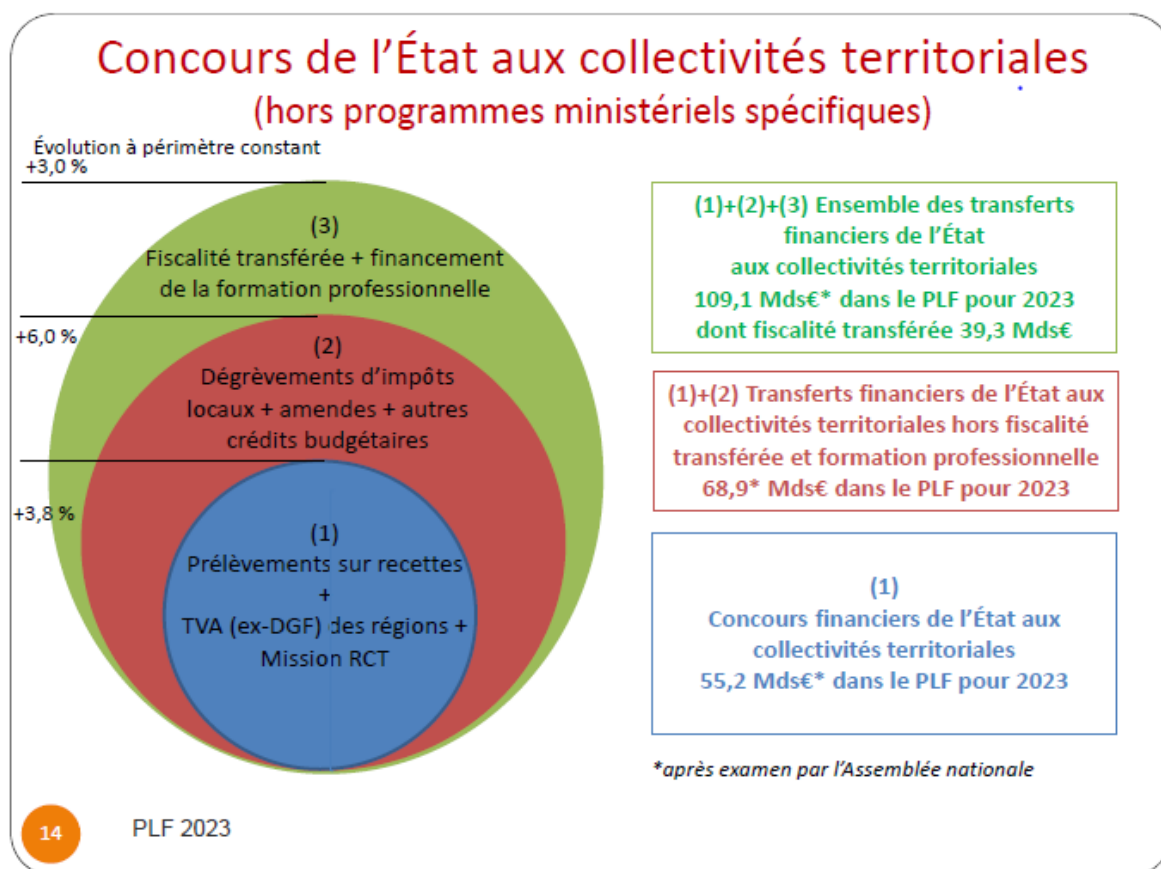 Concours de l'État aux collectivités territoriales
(hors programmes ministériels spécifiques)
Évolution à périmètre constant
+3,0 %
(3)
Fiscalité transférée + financement
de la formation professionnelle
+6,0 %
(2)
Dégrèvements d'impôts
locaux + amendes + autres
crédits budgétaires
+3,8 %
(1)
Prélèvements sur recettes
+
TVA (ex-DGF) des régions +
Mission RCT
(1)+(2)+(3) Ensemble des transferts
financiers de l'État
aux collectivités territoriales
109,1 Mds€* dans le PLF pour 2023
dont fiscalité transférée 39,3 Mds€
(1)+(2) Transferts financiers de l'État aux
collectivités territoriales hors fiscalité
transférée et formation professionnelle
68,9* Mds€ dans le PLF pour 2023
(1)
Concours financiers de l'État aux
collectivités territoriales
55,2 Mds€* dans le PLF pour 2023
*après examen par l'Assemblée nationale
14
PLF 2023